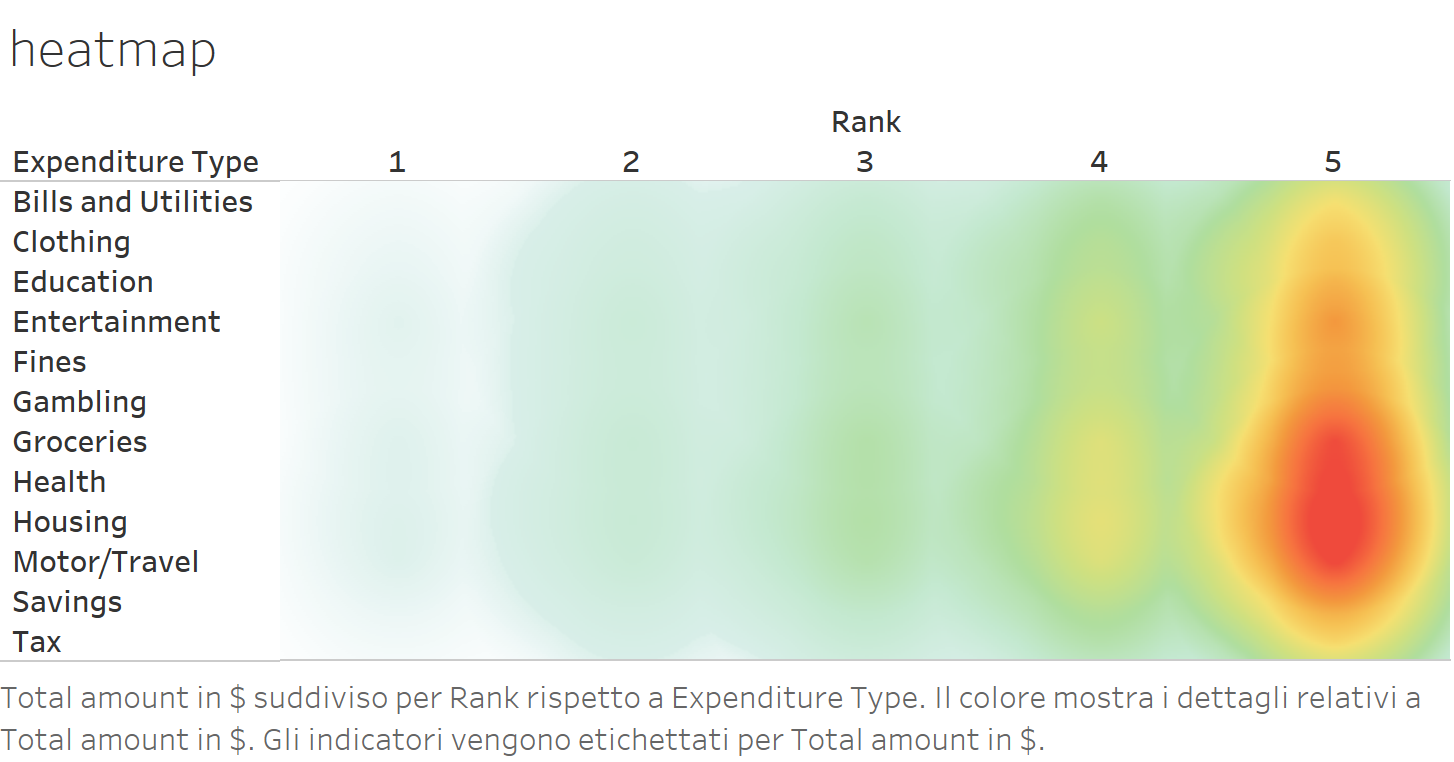 heatmap
Rank
Expenditure Type 1 2 3 4 5
Bills and Utilities
Clothing
Education
Entertainment
Fines
Gambling
Groceries
Health
Housing
Motor/Travel
Savings
Tax
Total amount in $ suddiviso per Rank rispetto a Expenditure Type. Il colore mostra i dettagli relativi a
Total amount in $. Gli indicatori vengono etichettati per Total amount in $.